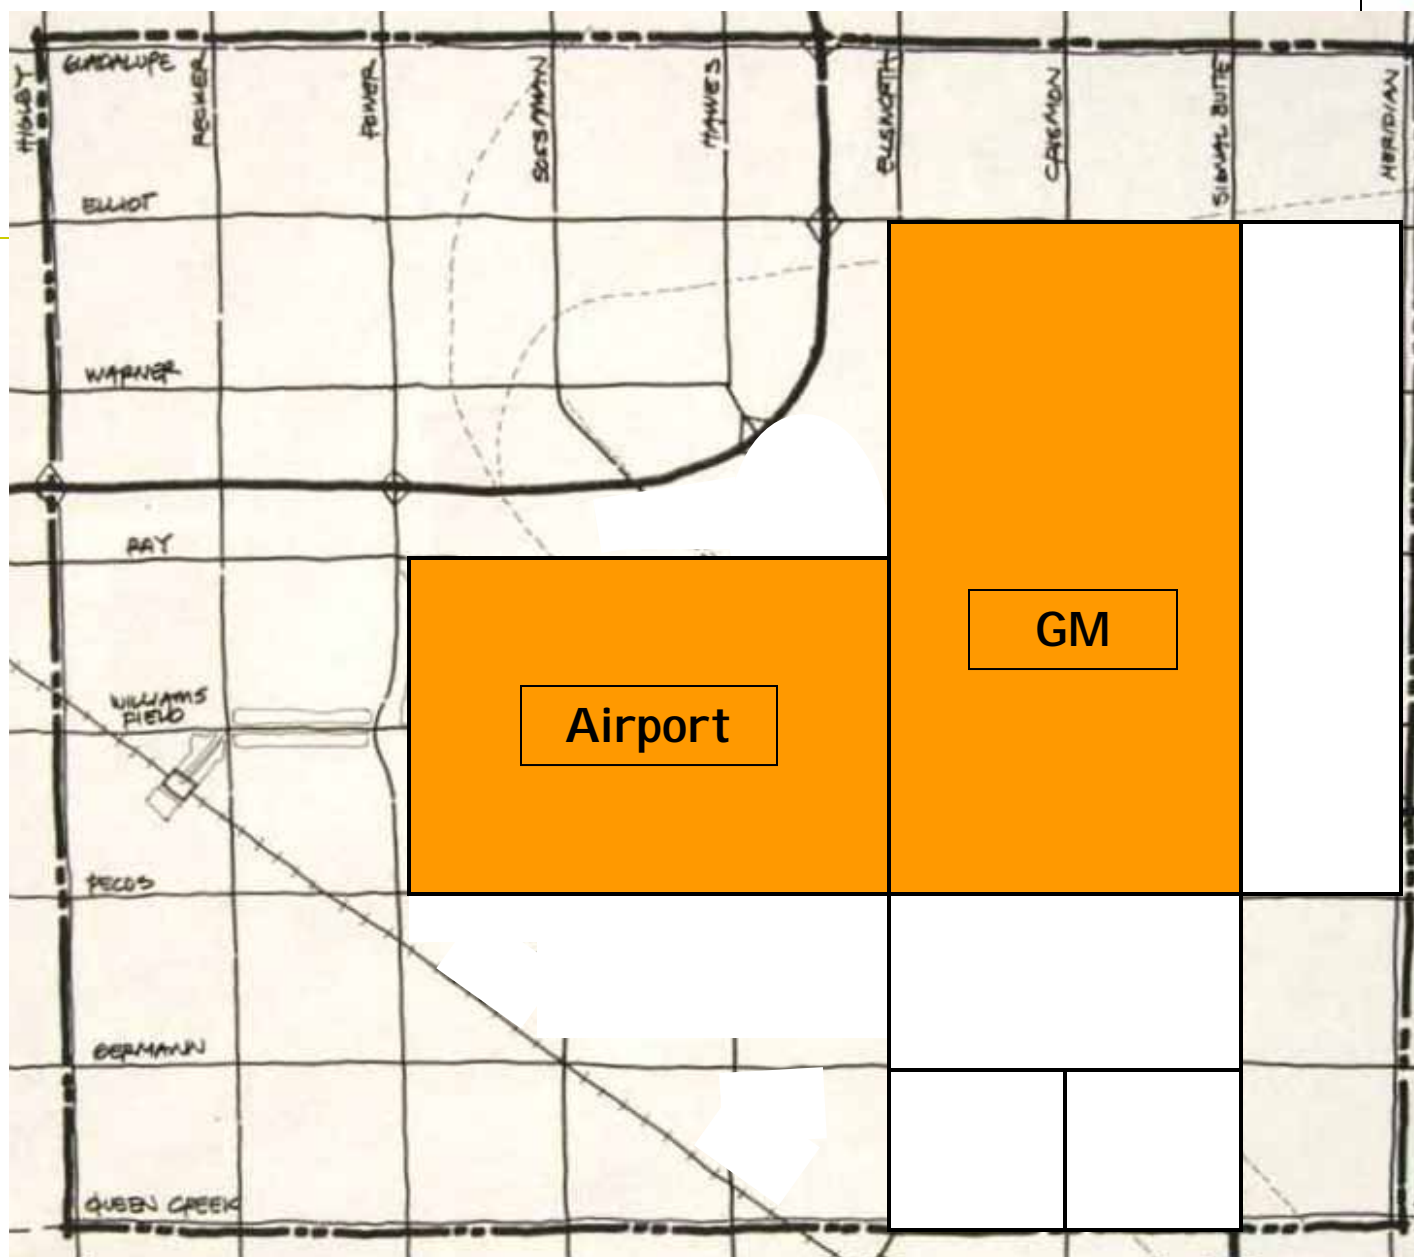 HIGLEY
GUADALUPE
RECKER
POWER
SOSSAMAN
HAWES
ELLSWORTH
CRISMON
SIGNAL BUTTE
MERIDIAN
ELLIOT
WARNER
RAY
GM
WILLIAMS
FIELD
Airport
PECOS
GERMANN
QUEEN CREEK